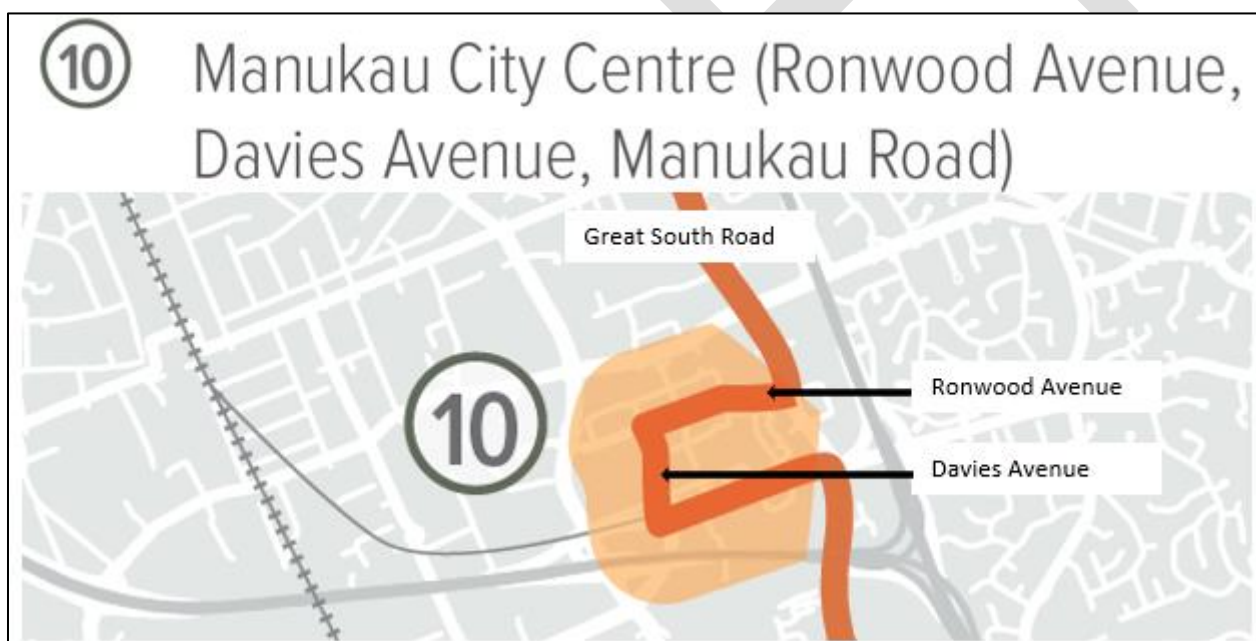 10 Manukau City Centre (Ronwood Avenue,
Davies Avenue, Manukau Road)
Great South Road
Ronwood Avenue
10
Davies Avenue